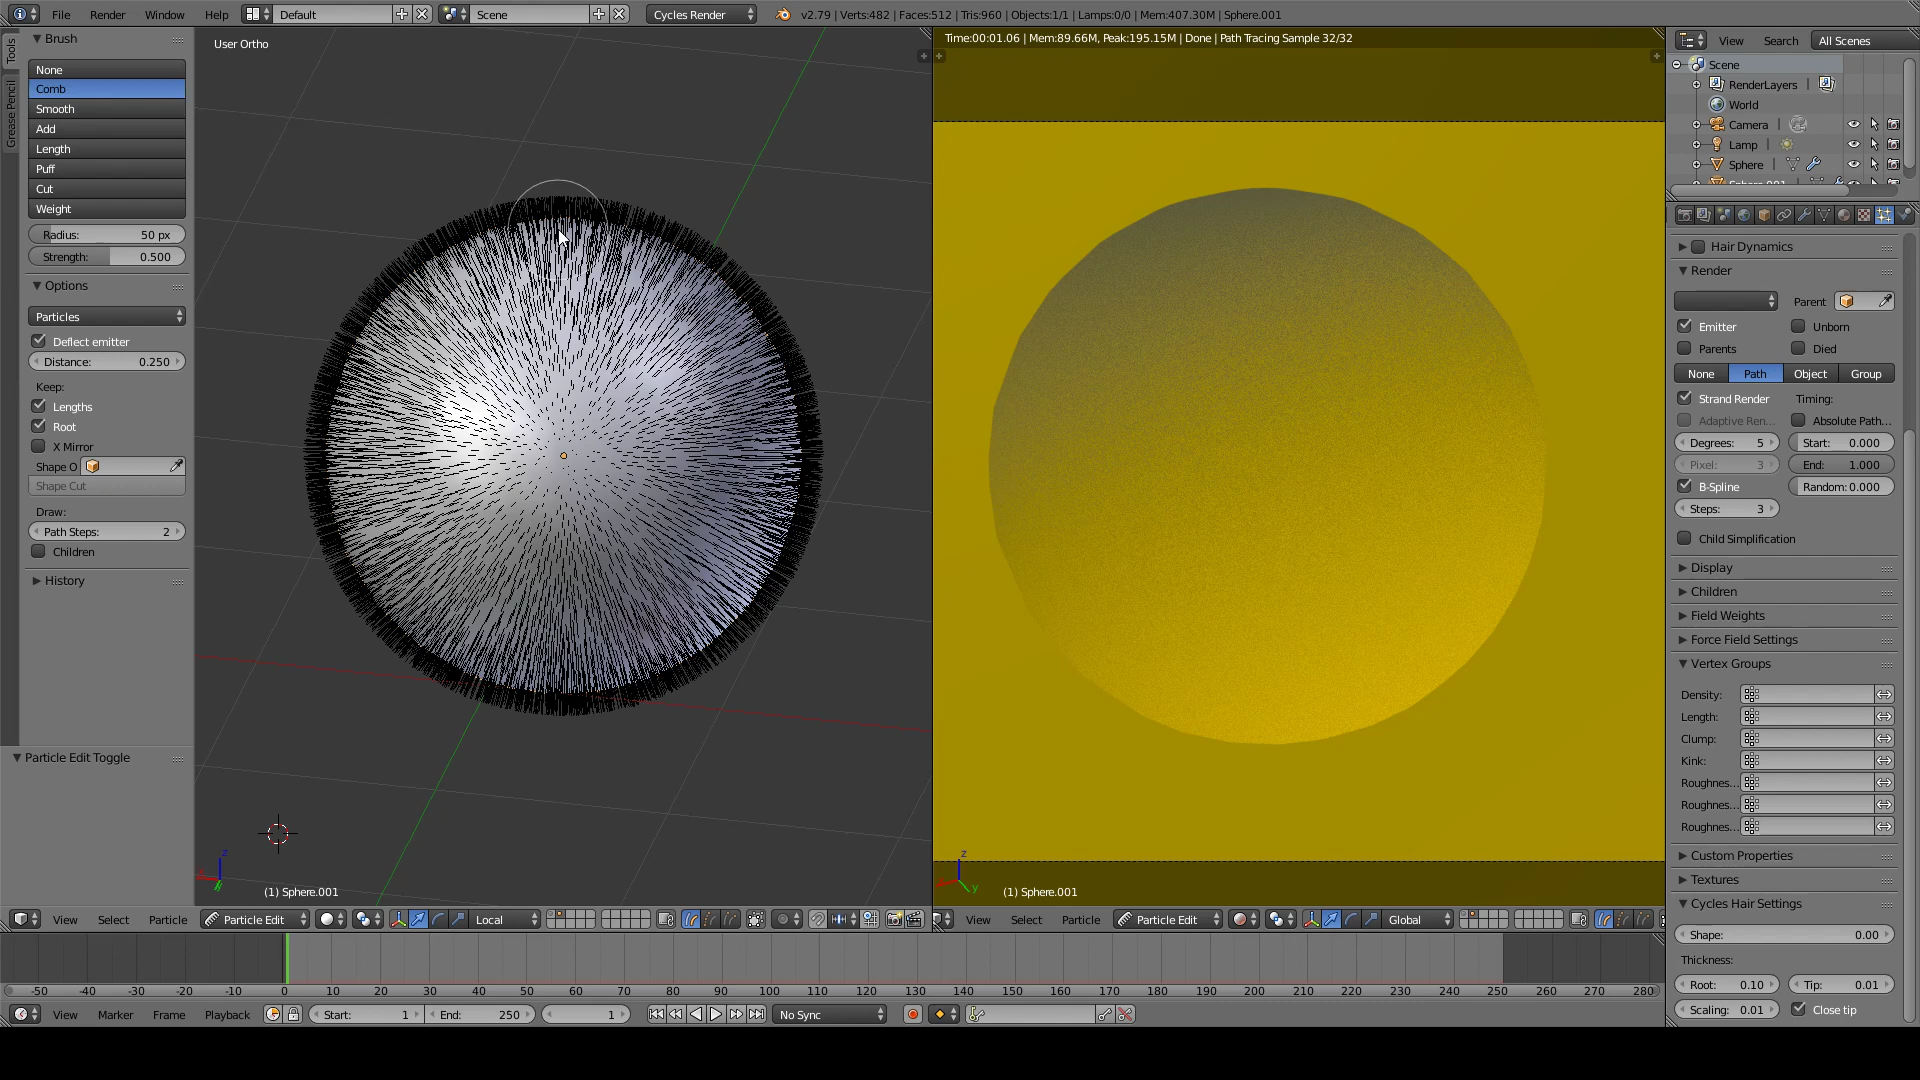 File Render Window Help Default Scene Cycles Render v2.79 | Verts:482 | Faces:512 | Tris:960 | Objects:1/1 | Lamps:0/0 | Mem:407.30M | Sphere.001
Tools
Grease Pencil
Brush
None
Comb
Smooth
Add
Length
Puff
Cut
Weight
Radius: 50 px
Strength: 0.500
Options
Particles
Deflect emitter
Distance: 0.250
Keep:
Lengths
Root
X Mirror
Shape O
Shape Cut
Draw:
Path Steps: 2
Children
History
Particle Edit Toggle
User Ortho
z
(1) Sphere.001
View Select Particle Particle Edit Local
Time:00:01.06 | Mem:89.66M, Peak:195.15M | Done | Path Tracing Sample 32/32
z
y
(1) Sphere.001
View Select Particle Particle Edit Global
View Search All Scenes
Scene
RenderLayers |
World
Camera |
Lamp |
Sphere |
Sphere.001
Hair Dynamics
Render
Parent
Emitter Unborn
Parents Died
None Path Object Group
Strand Render Timing:
Adaptive Ren... Absolute Path...
Degrees: 5 Start: 0.000
Pixel: 3 End: 1.000
B-Spline Random: 0.000
Steps: 3
Child Simplification
Display
Children
Field Weights
Force Field Settings
Vertex Groups
Density:
Length:
Clump:
Kink:
Roughnes...
Roughnes...
Roughnes...
Custom Properties
Textures
Cycles Hair Settings
Shape: 0.00
Thickness:
Root: 0.10 Tip: 0.01
Scaling: 0.01 Close tip
-50 -40 -30 -20 -10 0 10 20 30 40 50 60 70 80 90 100 110 120 130 140 150 160 170 180 190 200 210 220 230 240 250 260 270 280
View Marker Frame Playback Start: 1 End: 250 1 No Sync